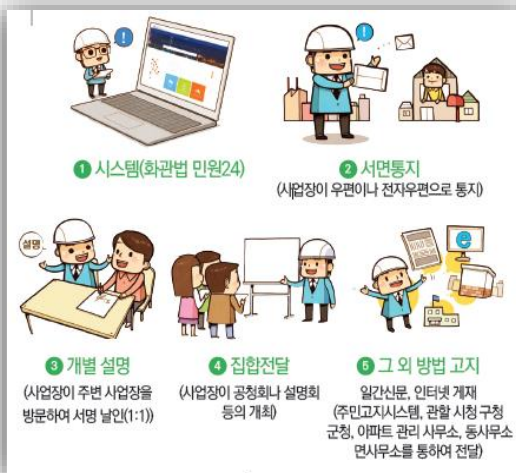 ❶ 시스템(화관법 민원24)
❷ 서면통지
(사업장이 우편이나 전자우편으로 통지)
설명
❸ 개별 설명
(사업장이 주변 사업장을
방문하여 서명 날인(1:1))
❹ 집합전달
(사업장이 공청회나 설명회
등의 개최)
❺ 그 외 방법 고지
일간신문, 인터넷 게재
(주민고지시스템, 관할 시청 구청
군청, 아파트 관리 사무소, 동사무소
면사무소를 통하여 전달)